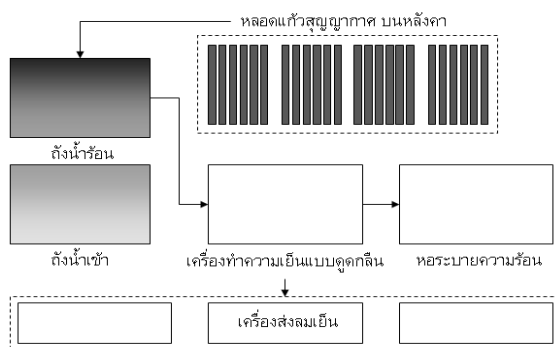 หลอดแก้วสุญญากาศ บนหลังคา
ถังน้ำร้อน
ถังน้ำเข้า
เครื่องทำความเย็นแบบดูดกลืน
หอระบายความร้อน
เครื่องส่งลมเย็น